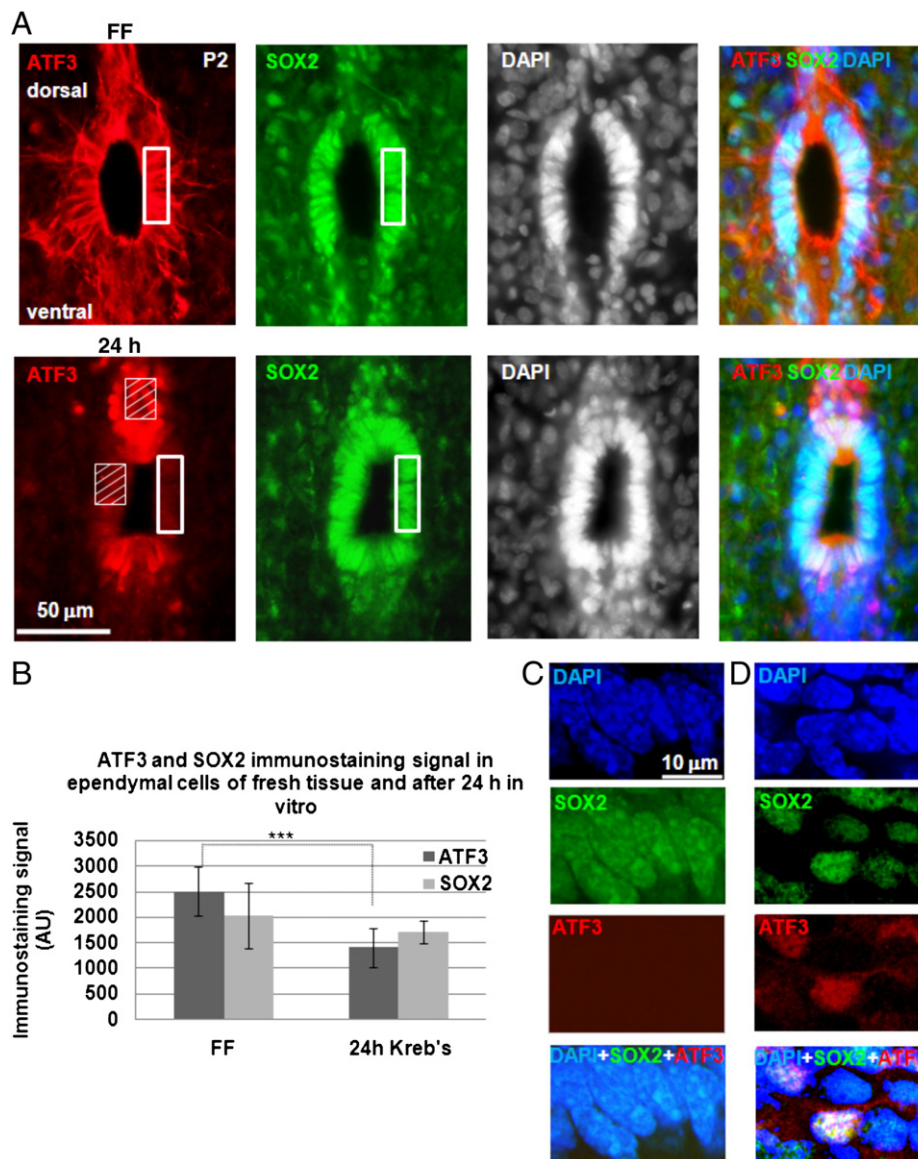 A
FF
ATF3
P2
dorsal
ventral
SOX2
DAPI
ATF3 SOX2 DAPI
24 h
ATF3
50 µm
SOX2
DAPI
ATF3 SOX2 DAPI
B
ATF3 and SOX2 immunostaining signal in
ependymal cells of fresh tissue and after 24 h in
vitro
Immunostaining signal
(AU)
3500
3000
2500
2000
1500
1000
500
0
***
ATF3
SOX2
FF
24h Kreb's
C
DAPI
10 µm
SOX2
ATF3
DAPI+SOX2+ATF3
D
DAPI
SOX2
ATF3
DAPI+SOX2+ATF